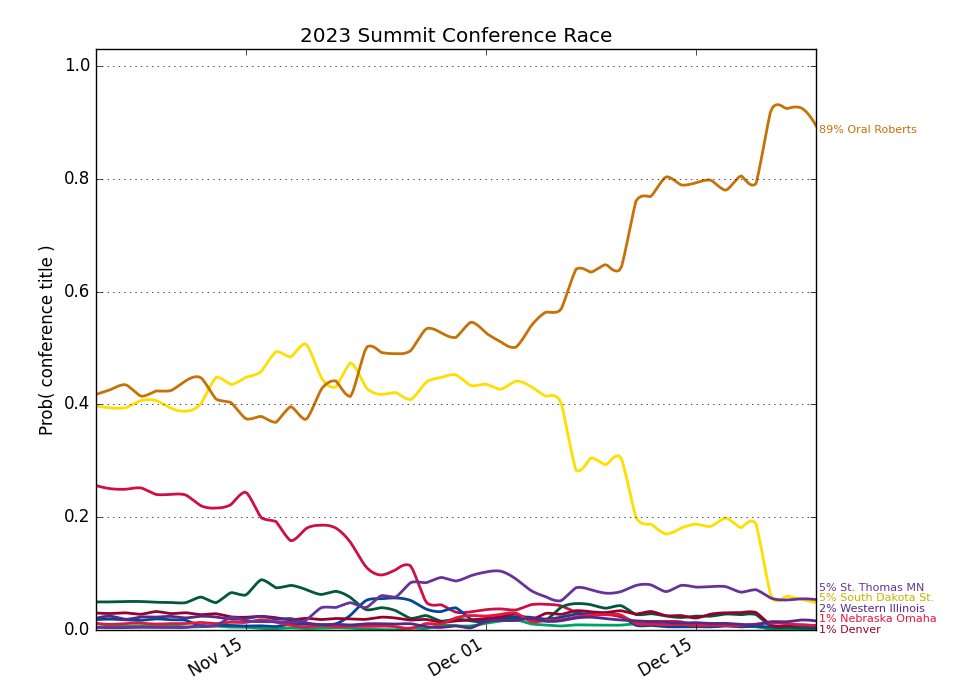 2023 Summit Conference Race
Prob( conference title )
1.0
0.8
0.6
0.4
0.2
0.0
Nov 15
Dec 01
Dec 15
89% Oral Roberts
5% St. Thomas MN
5% South Dakota St.
2% Western Illinois
1% Nebraska Omaha
1% Denver